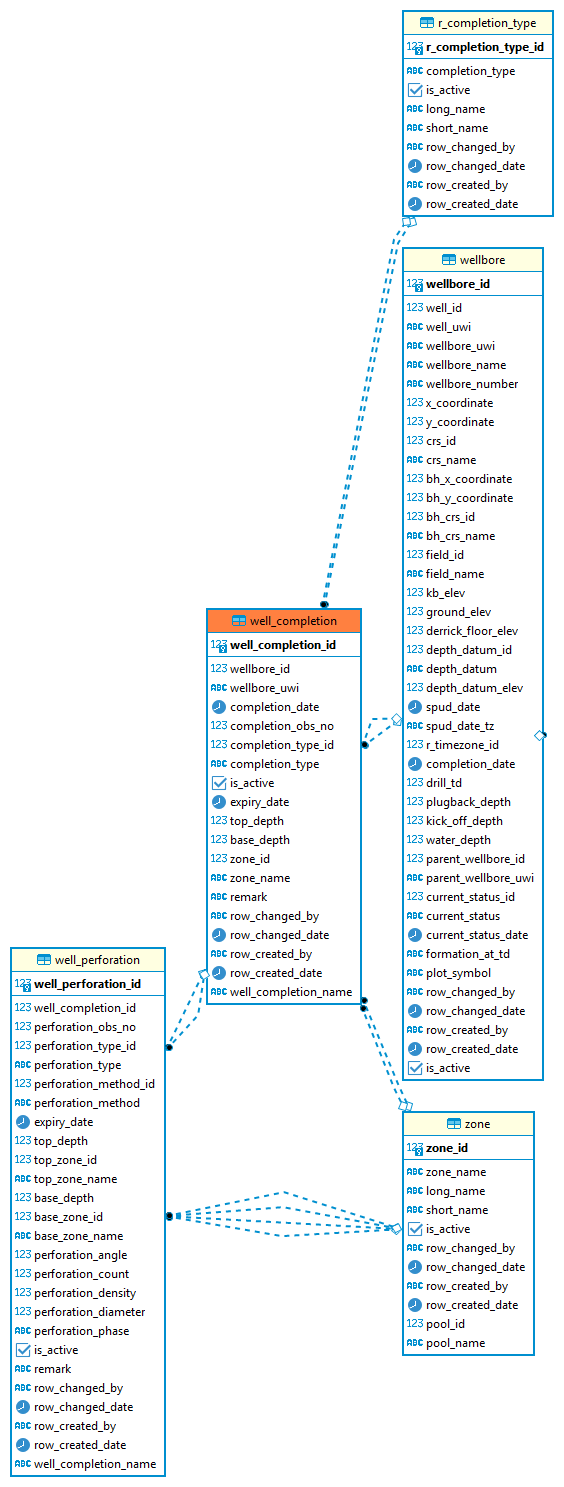 r_completion_type
123 r_completion_type_id
ABC completion_type
is_active
ABC long_name
ABC short_name
ABC row_changed_by
row_changed_date
ABC row_created_by
row_created_date
wellbore
123 wellbore_id
123 well_id
ABC well_uwi
ABC wellbore_uwi
ABC wellbore_name
ABC wellbore_number
123 x_coordinate
123 y_coordinate
123 crs_id
ABC crs_name
123 bh_x_coordinate
123 bh_y_coordinate
123 bh_crs_id
ABC bh_crs_name
123 field_id
ABC field_name
123 kb_elev
123 ground_elev
123 derrick_floor_elev
123 depth_datum_id
ABC depth_datum
123 depth_datum_elev
spud_date
ABC spud_date_tz
123 r_timezone_id
completion_date
123 drill_td
123 plugback_depth
123 kick_off_depth
123 water_depth
123 parent_wellbore_id
ABC parent_wellbore_uwi
123 current_status_id
ABC current_status
current_status_date
ABC formation_at_td
ABC plot_symbol
ABC row_changed_by
row_changed_date
ABC row_created_by
row_created_date
is_active
well_completion
123 well_completion_id
123 wellbore_id
ABC wellbore_uwi
completion_date
123 completion_obs_no
123 completion_type_id
ABC completion_type
is_active
expiry_date
123 top_depth
123 base_depth
123 zone_id
ABC zone_name
ABC remark
ABC row_changed_by
row_changed_date
ABC row_created_by
row_created_date
ABC well_completion_name
well_perforation
123 well_perforation_id
123 well_completion_id
123 perforation_obs_no
123 perforation_type_id
ABC perforation_type
123 perforation_method_id
ABC perforation_method
expiry_date
123 top_depth
123 top_zone_id
ABC top_zone_name
123 base_depth
123 base_zone_id
ABC base_zone_name
123 perforation_angle
123 perforation_count
123 perforation_density
123 perforation_diameter
ABC perforation_phase
is_active
ABC remark
ABC row_changed_by
row_changed_date
ABC row_created_by
row_created_date
ABC well_completion_name
zone
123 zone_id
ABC zone_name
ABC long_name
ABC short_name
is_active
ABC row_changed_by
row_changed_date
ABC row_created_by
row_created_date
123 pool_id
ABC pool_name